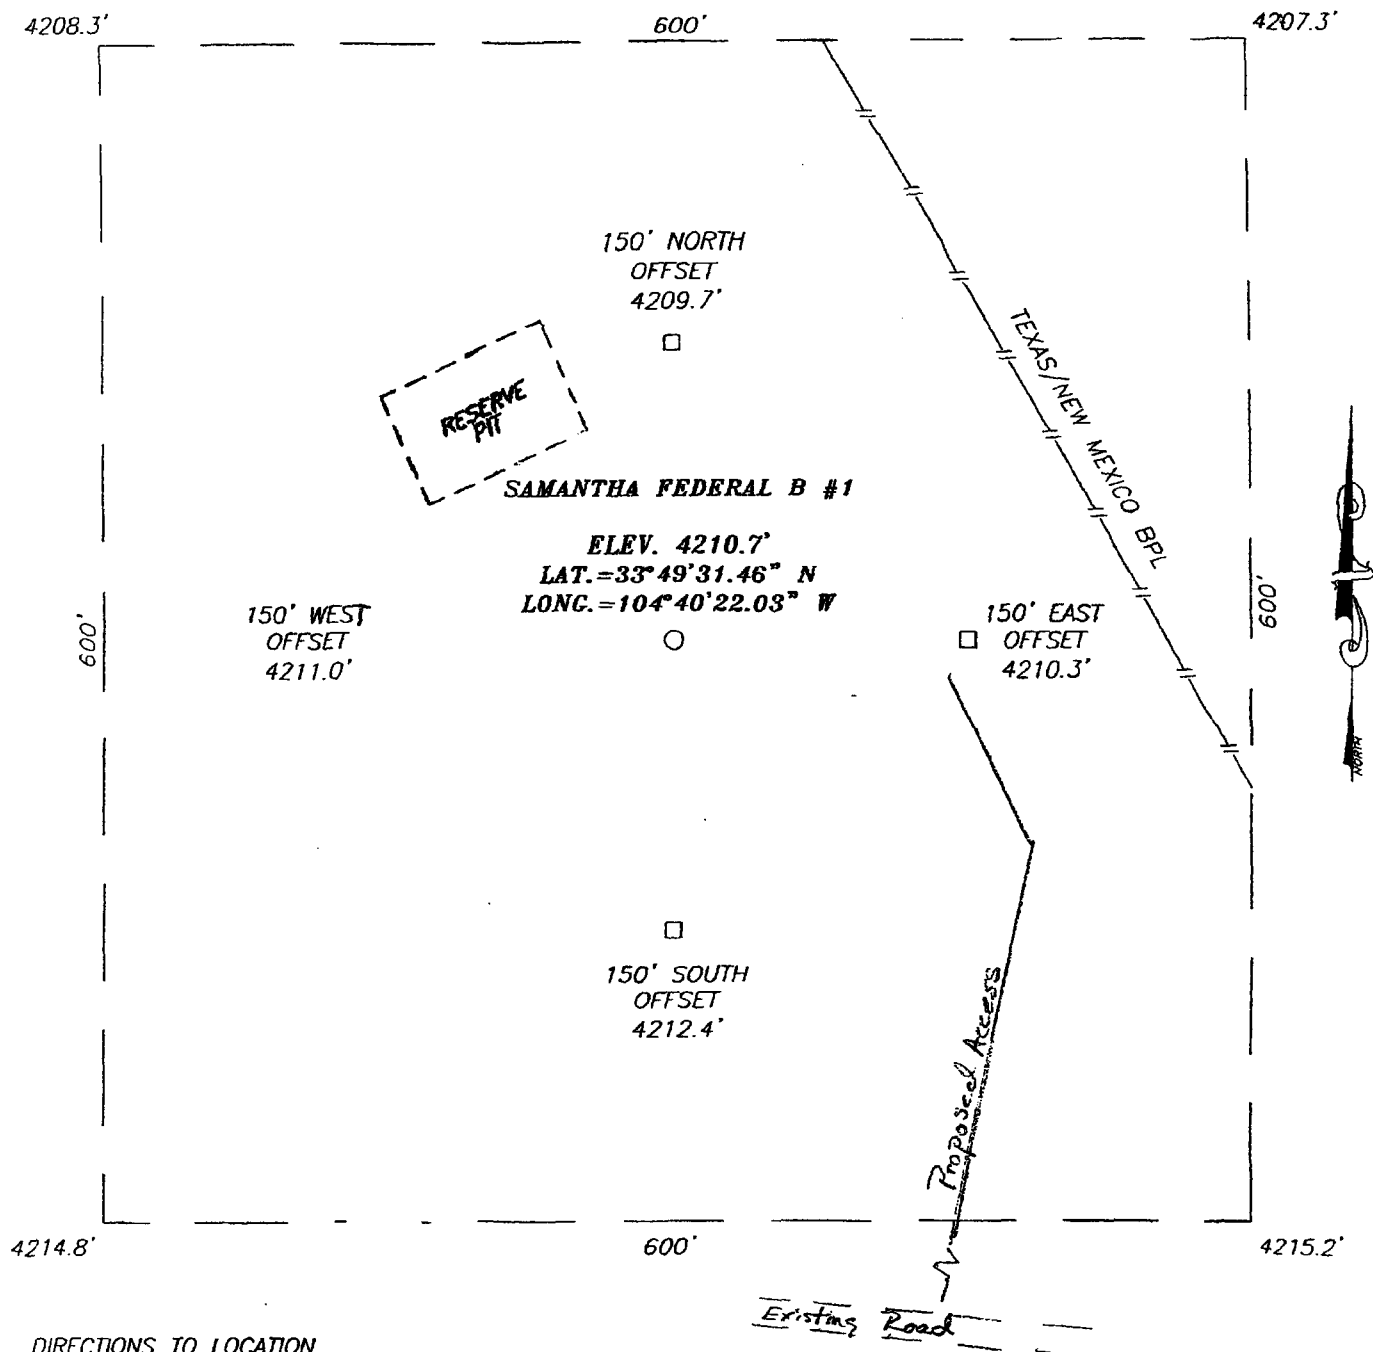 4208.3'
600'
4207.3'
150' NORTH
OFFSET
4209.7'
TEXAS/NEW MEXICO BPL
RESERVE
PIT
SAMANTHA FEDERAL B #1
ELEV. 4210.7'
LAT.=33°49'31.46" N
LONG.=104°40'22.03" W
600'
150' WEST
OFFSET
4211.0'
150' EAST
OFFSET
4210.3'
600'
NORTH
150' SOUTH
OFFSET
4212.4'
Proposed Access
4214.8'
600'
4215.2'
Existing Road
DIRECTIONS TO LOCATION